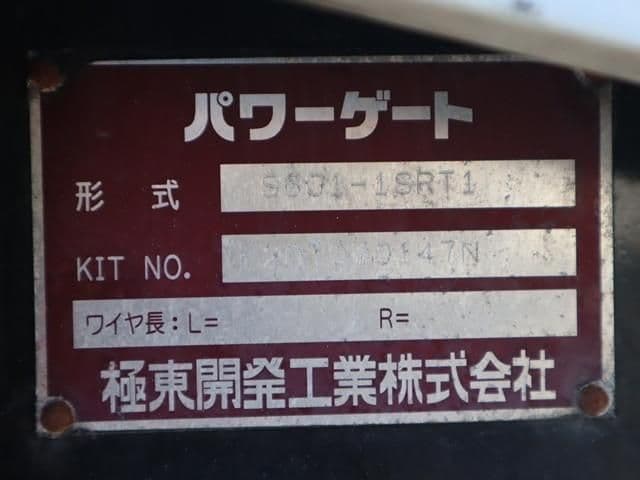 パワーゲート
形 式 S601-1SRT1
KIT NO.
ワイヤ長:L= R=
極東開発工業株式会社